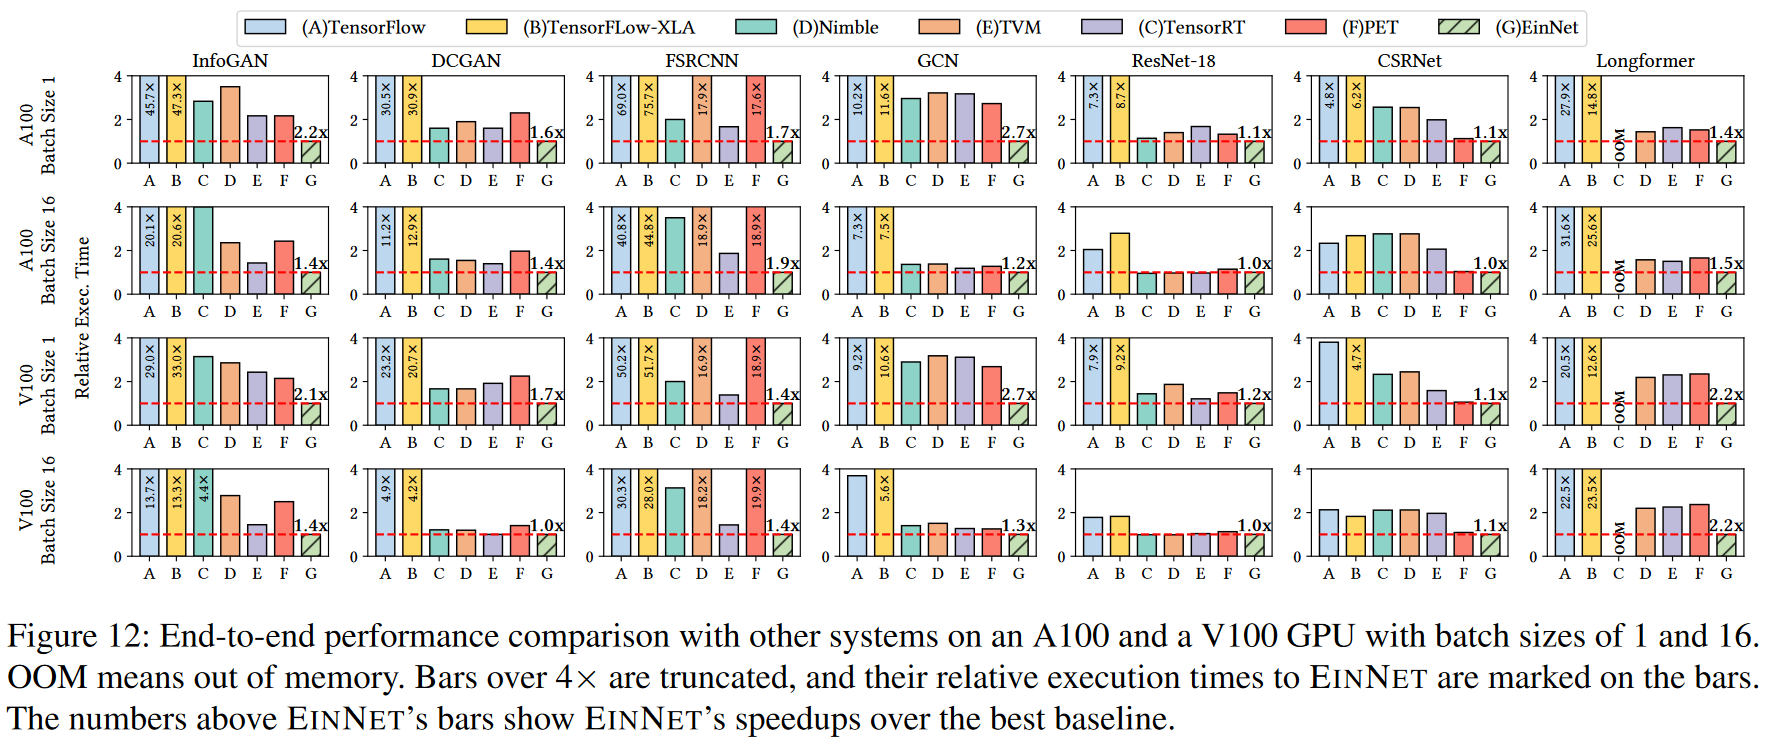 (A)TensorFlow (B)TensorFLow-XLA (D)Nimble (E)TVM (C)TensorRT (F)PET (G)EinNet
InfoGAN DCGAN FSRCNN GCN ResNet-18 CSRNet Longformer
Relative Exec. Time
A100
Batch Size 1
4 2 0 45.7× 47.3× 2.2x
A B C D E F G
4 2 0 30.5× 30.9× 1.6x
A B C D E F G
4 2 0 69.0× 75.7× 17.9× 17.6× 1.7x
A B C D E F G
4 2 0 10.2× 11.6× 2.7x
A B C D E F G
4 2 0 7.3× 8.7× 1.1x
A B C D E F G
4 2 0 4.8× 6.2× 1.1x
A B C D E F G
4 2 0 27.9× 14.8× OOM 1.4x
A B C D E F G
A100
Batch Size 16
4 2 0 20.1× 20.6× 1.4x
A B C D E F G
4 2 0 11.2× 12.9× 1.4x
A B C D E F G
4 2 0 40.8× 44.8× 18.9× 18.9× 1.9x
A B C D E F G
4 2 0 7.3× 7.5× 1.2x
A B C D E F G
4 2 0 1.0x
A B C D E F G
4 2 0 1.0x
A B C D E F G
4 2 0 31.6× 25.6× OOM 1.5x
A B C D E F G
V100
Batch Size 1
4 2 0 29.0× 33.0× 2.1x
A B C D E F G
4 2 0 23.2× 20.7× 1.7x
A B C D E F G
4 2 0 50.2× 51.7× 16.9× 18.9× 1.4x
A B C D E F G
4 2 0 9.2× 10.6× 2.7x
A B C D E F G
4 2 0 7.9× 9.2× 1.2x
A B C D E F G
4 2 0 4.7× 1.1x
A B C D E F G
4 2 0 20.5× 12.6× OOM 2.2x
A B C D E F G
V100
Batch Size 16
4 2 0 13.7× 13.3× 4.4× 1.4x
A B C D E F G
4 2 0 4.9× 4.2× 1.0x
A B C D E F G
4 2 0 30.3× 28.0× 18.2× 19.9× 1.4x
A B C D E F G
4 2 0 5.6× 1.3x
A B C D E F G
4 2 0 1.0x
A B C D E F G
4 2 0 1.1x
A B C D E F G
4 2 0 22.5× 23.5× OOM 2.2x
A B C D E F G
Figure 12: End-to-end performance comparison with other systems on an A100 and a V100 GPU with batch sizes of 1 and 16.
OOM means out of memory. Bars over 4× are truncated, and their relative execution times to EINNET are marked on the bars.
The numbers above EINNET's bars show EINNET's speedups over the best baseline.